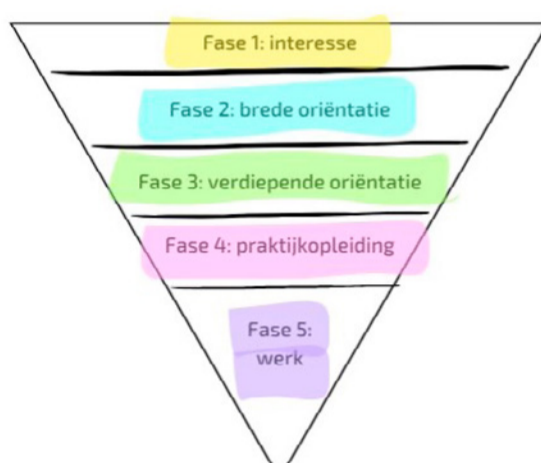 Fase 1: interesse
Fase 2: brede oriëntatie
Fase 3: verdiepende oriëntatie
Fase 4: praktijkopleiding
Fase 5:
werk